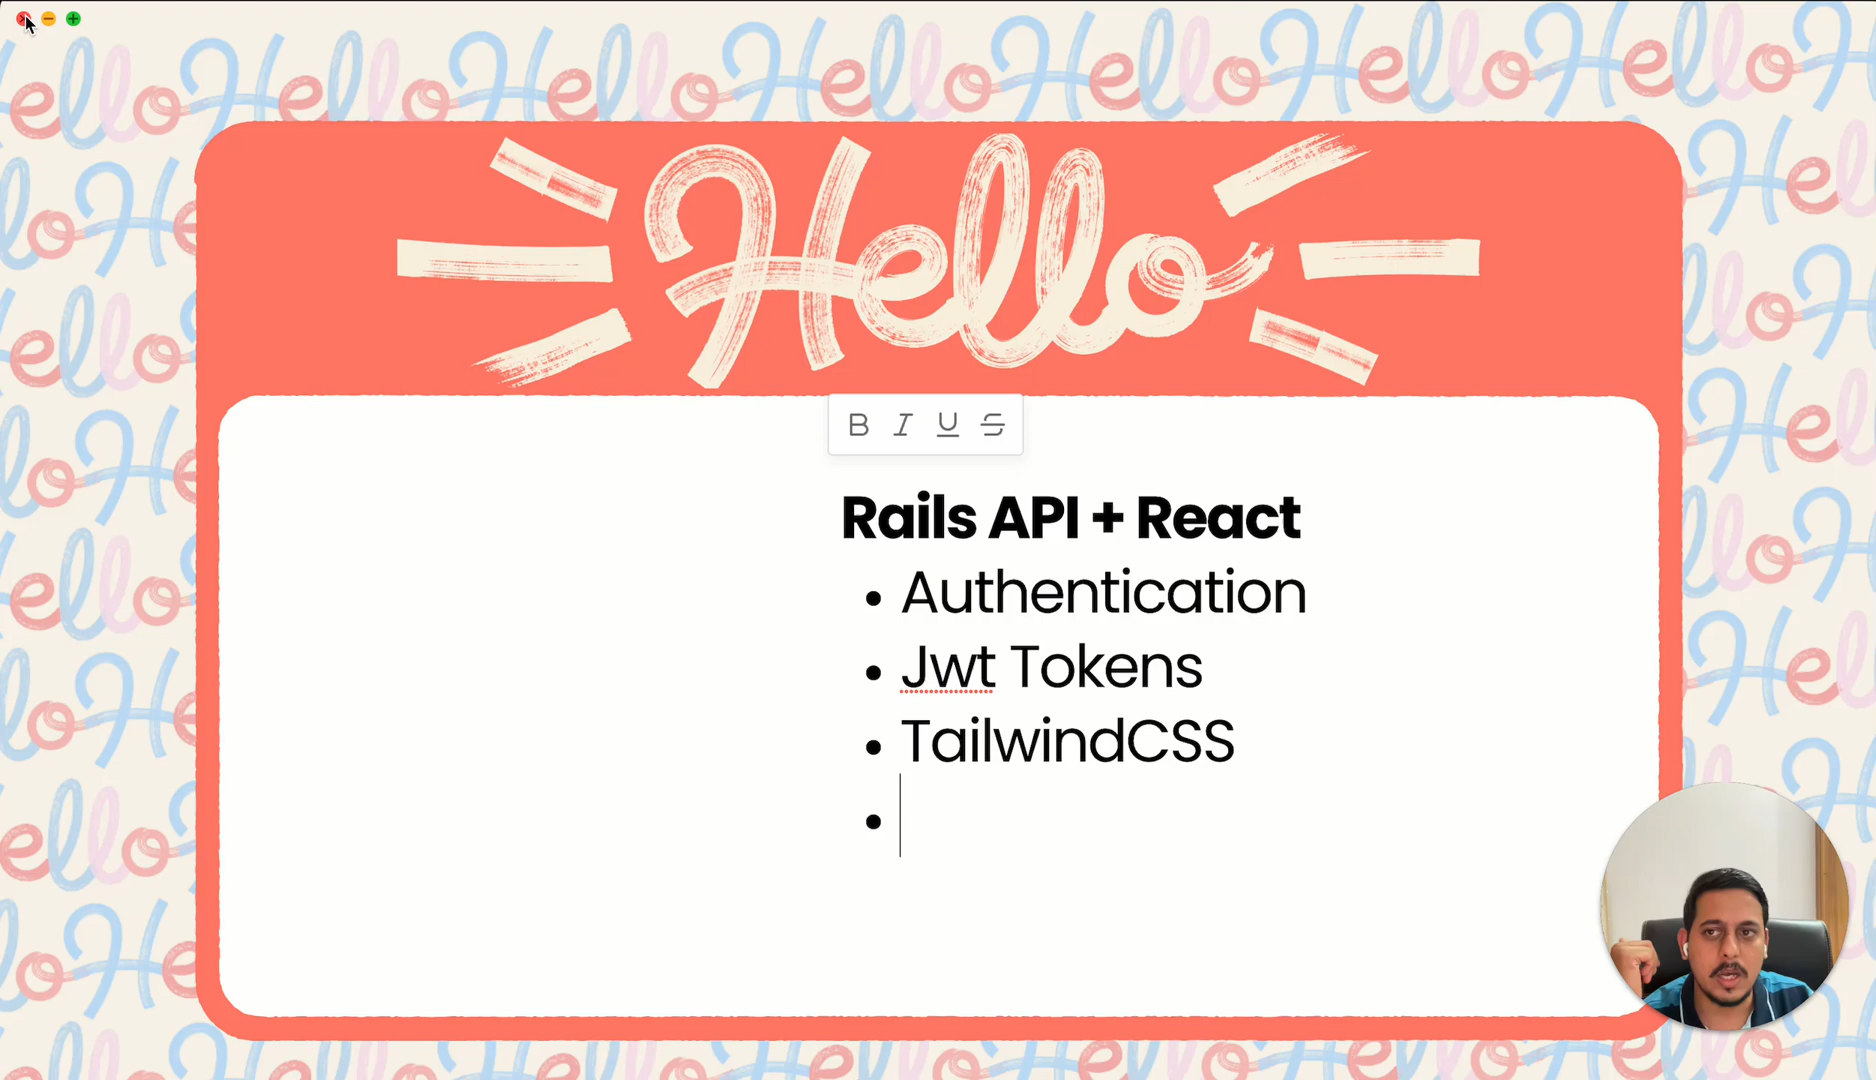 Hello
B I U S
Rails API + React
• Authentication
• Jwt Tokens
• TailwindCSS
•